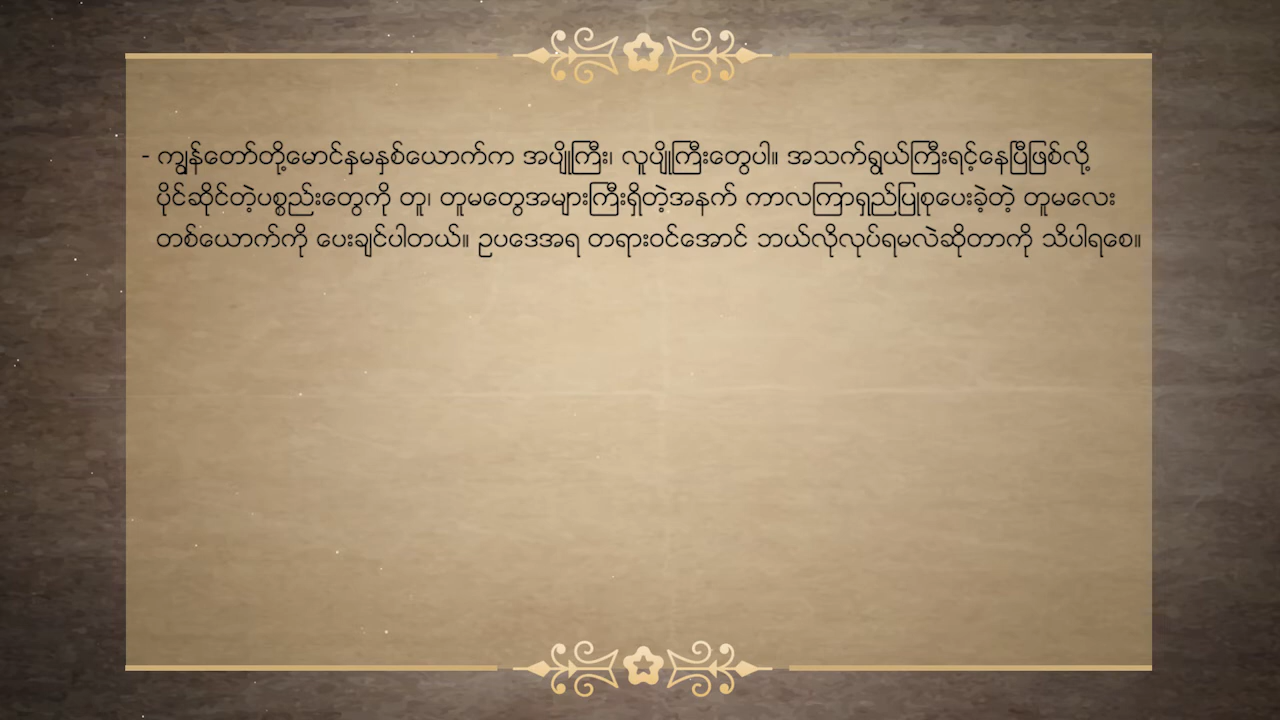 - ကျွန်တော်တို့မောင်နှမနှစ်ယောက်က အပျိုကြီး၊ လူပျိုကြီးတွေပါ။ အသက်ရွယ်ကြီးရင့်နေပြီဖြစ်လို့
ပိုင်ဆိုင်တဲ့ပစ္စည်းတွေကို တူ၊ တူမတွေအများကြီးရှိတဲ့အနက် ကာလကြာရှည်ပြုစုပေးခဲ့တဲ့ တူမလေး
တစ်ယောက်ကို ပေးချင်ပါတယ်။ ဥပဒေအရ တရားဝင်အောင် ဘယ်လိုလုပ်ရမလဲဆိုတာကို သိပါရစေ။